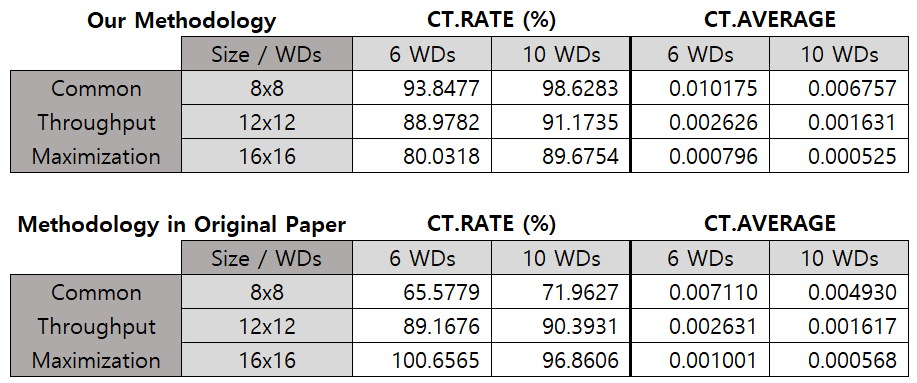 Our Methodology CT.RATE (%) CT.AVERAGE
Size / WDs 6 WDs 10 WDs 6 WDs 10 WDs
Common 8x8 93.8477 98.6283 0.010175 0.006757
Throughput 12x12 88.9782 91.1735 0.002626 0.001631
Maximization 16x16 80.0318 89.6754 0.000796 0.000525
Methodology in Original Paper CT.RATE (%) CT.AVERAGE
Size / WDs 6 WDs 10 WDs 6 WDs 10 WDs
Common 8x8 65.5779 71.9627 0.007110 0.004930
Throughput 12x12 89.1676 90.3931 0.002631 0.001617
Maximization 16x16 100.6565 96.8606 0.001001 0.000568